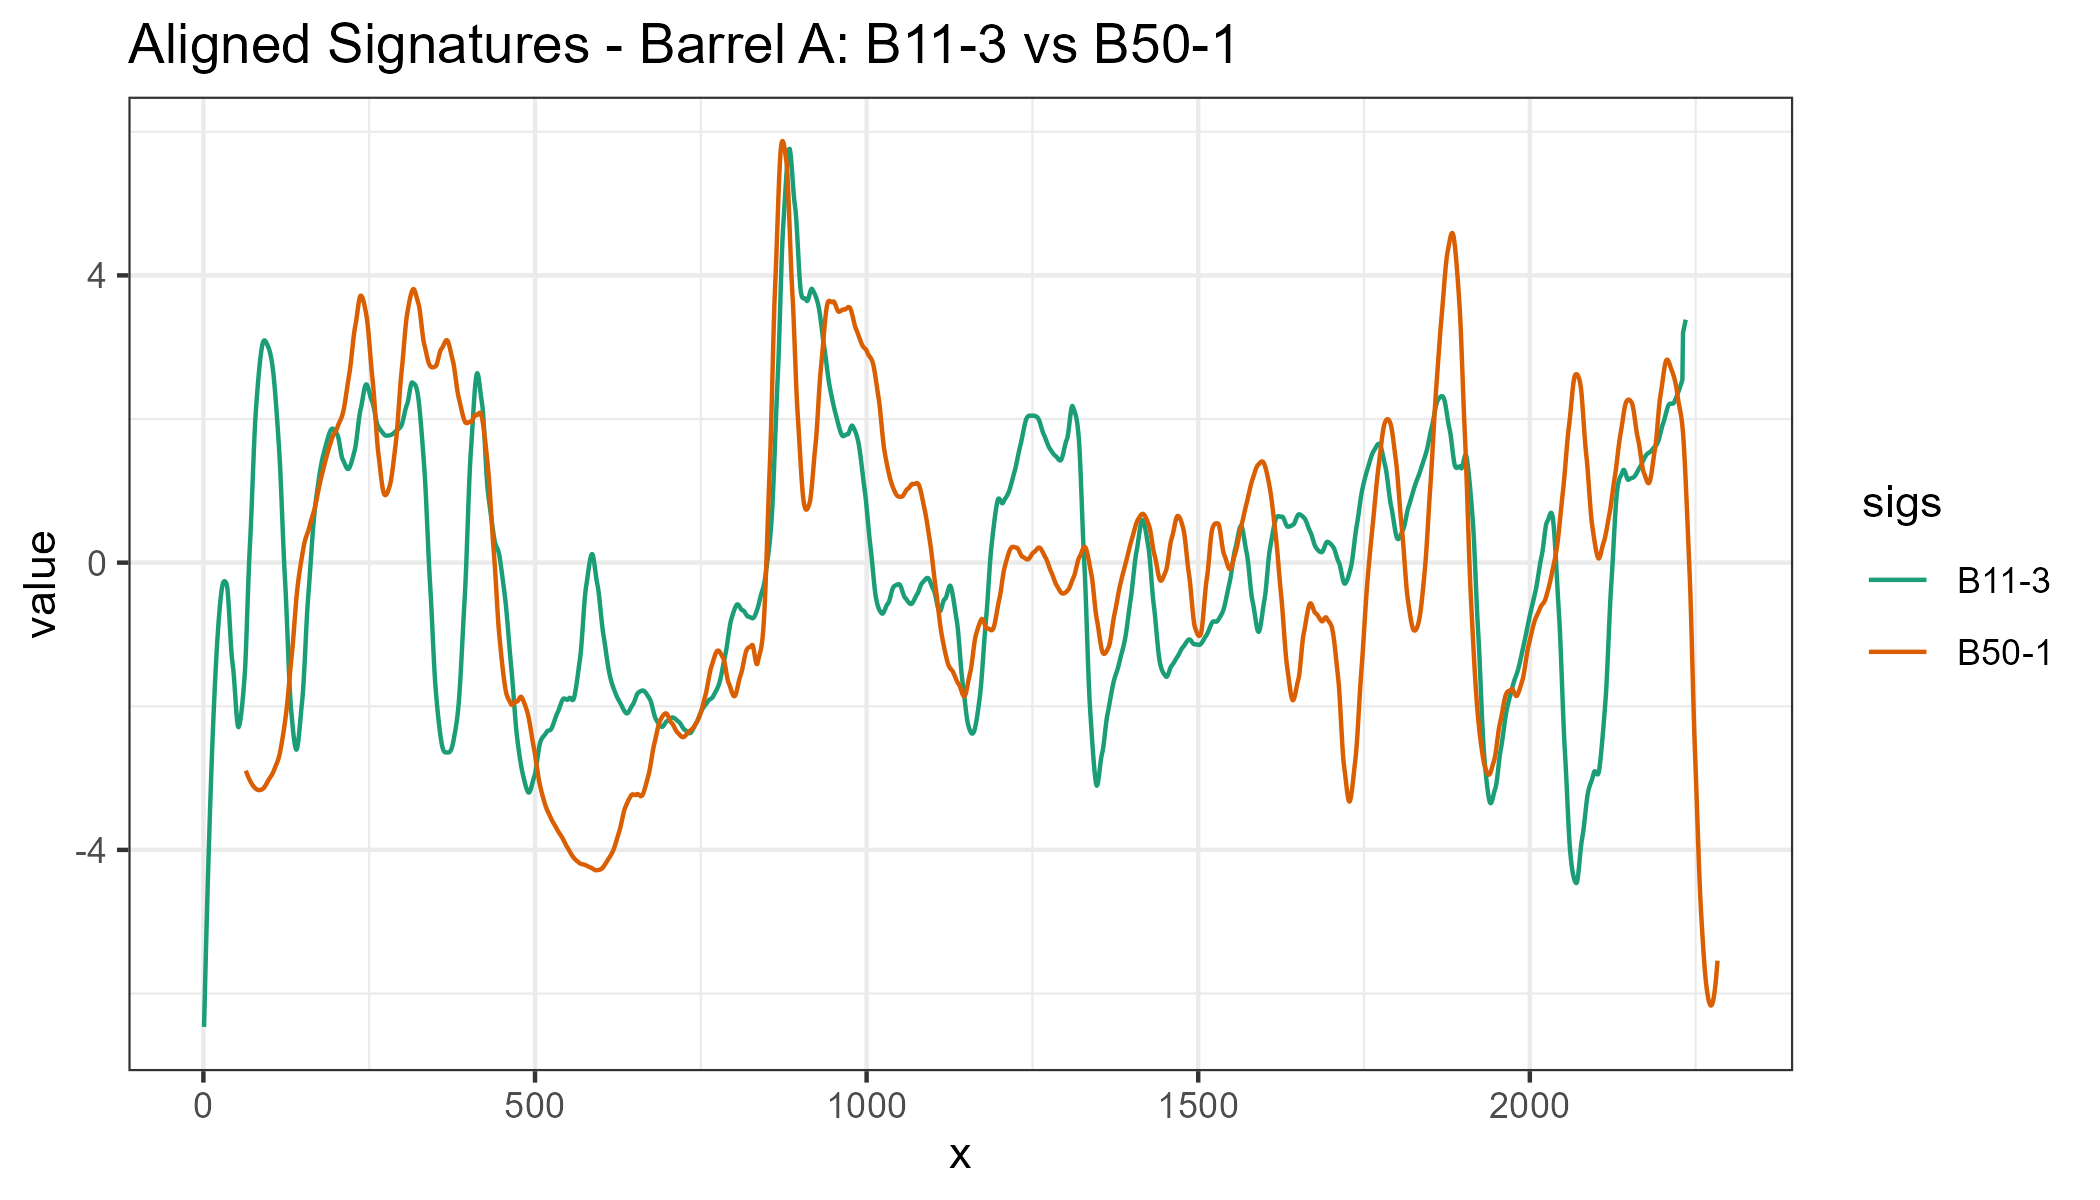 Aligned Signatures - Barrel A: B11-3 vs B50-1
value
4
0
-4
0 500 1000 1500 2000
x
sigs
B11-3
B50-1